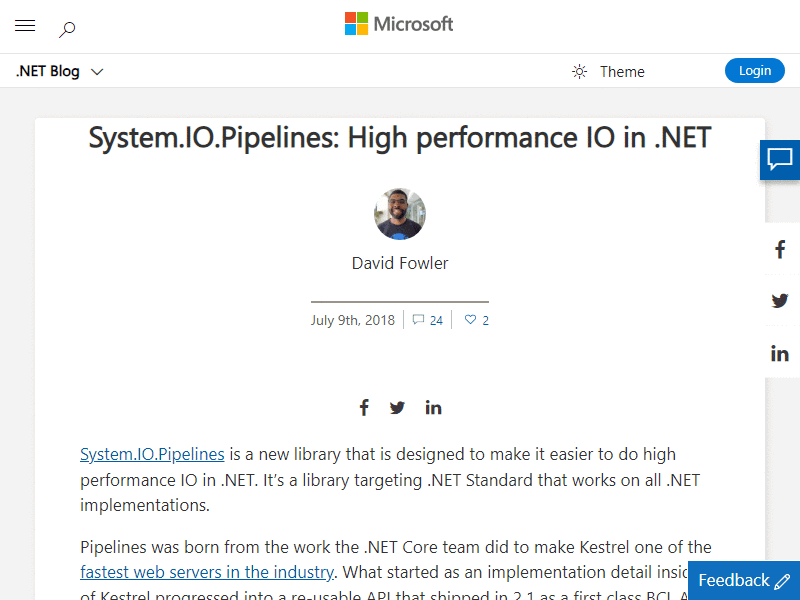 Microsoft
.NET Blog
Theme
Login
System.IO.Pipelines: High performance IO in .NET
David Fowler
July 9th, 2018
24
2
System.IO.Pipelines is a new library that is designed to make it easier to do high
performance IO in .NET. It’s a library targeting .NET Standard that works on all .NET
implementations.
Pipelines was born from the work the .NET Core team did to make Kestrel one of the
fastest web servers in the industry. What started as an implementation detail
Feedback
of Kestrel progressed into a re-usable API that shipped in 2.1 as a first class BCL